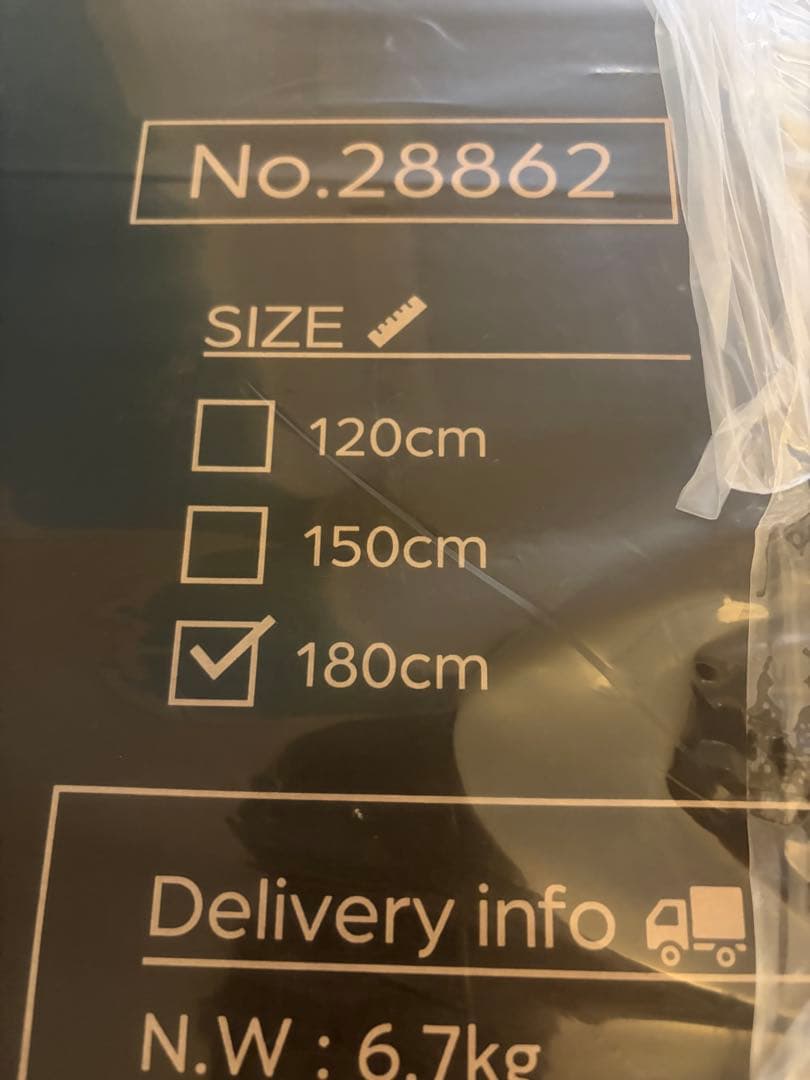 No.28862
SIZE
120cm
150cm
180cm
Delivery info
N.W : 6.7kg